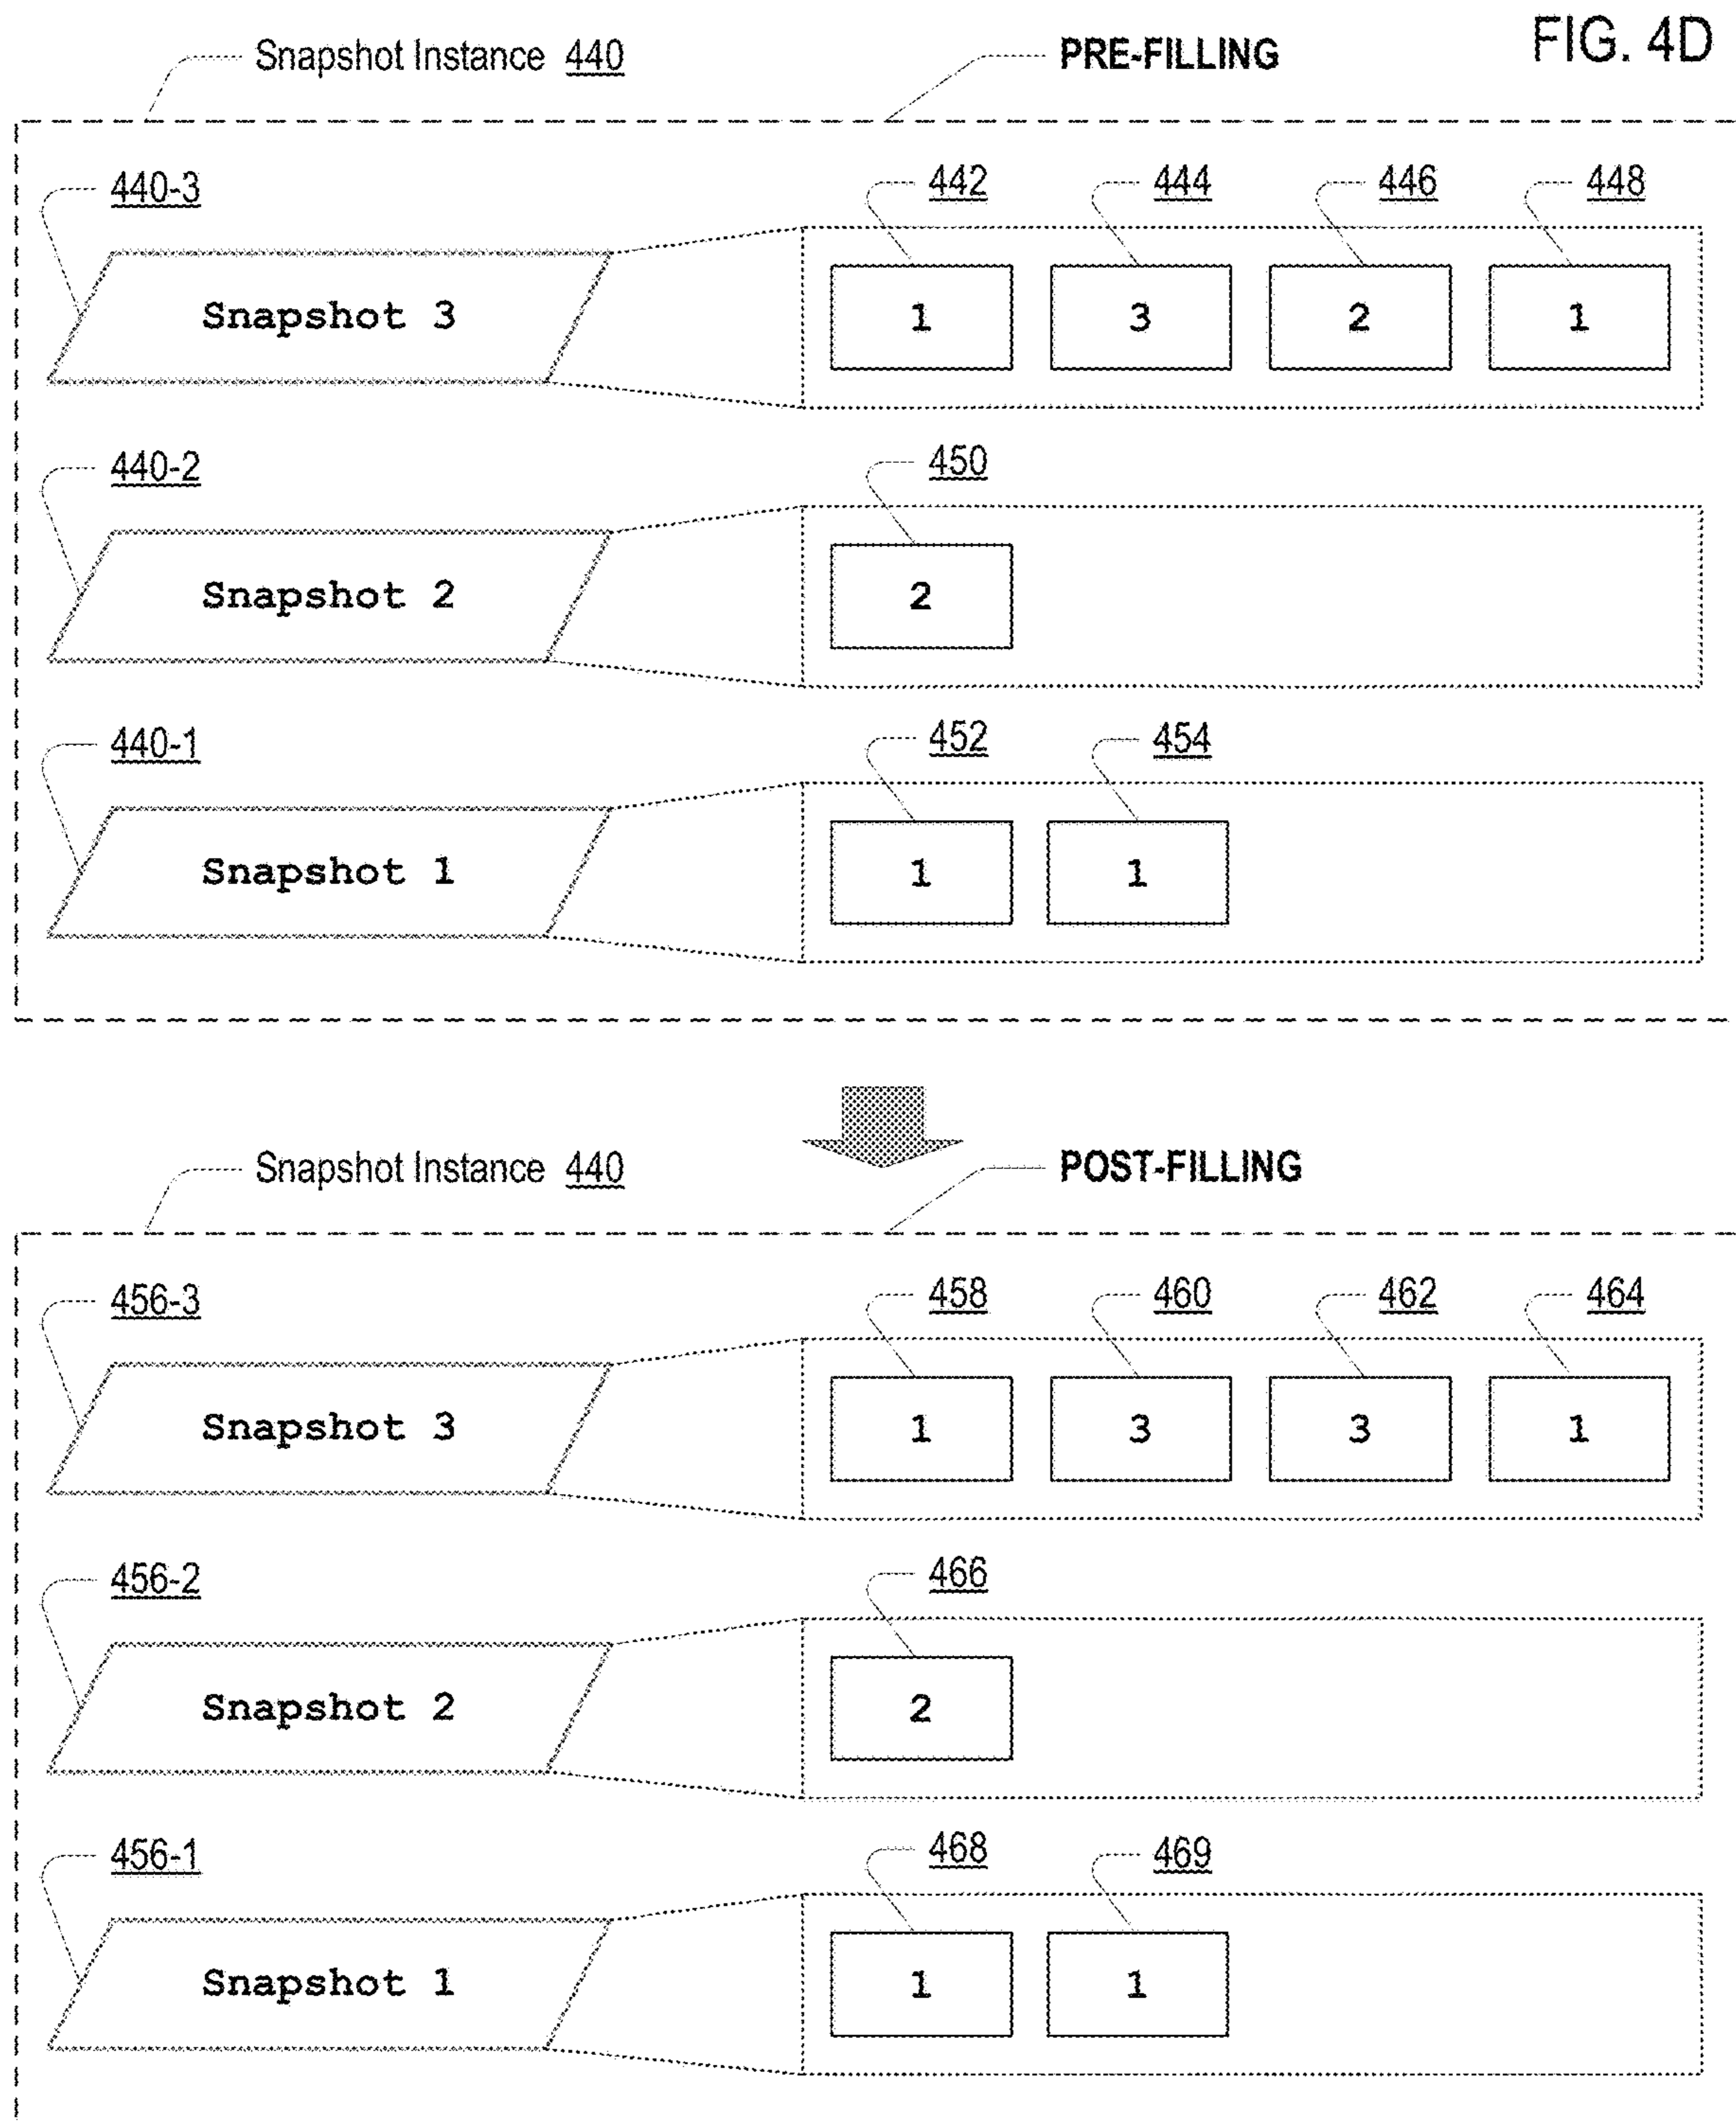 FIG. 4D
Snapshot Instance 440 PRE-FILLING
440-3 442 444 446 448
Snapshot 3 1 3 2 1
440-2 450
Snapshot 2 2
440-1 452 454
Snapshot 1 1 1
Snapshot Instance 440 POST-FILLING
456-3 458 460 462 464
Snapshot 3 1 3 3 1
456-2 466
Snapshot 2 2
456-1 468 469
Snapshot 1 1 1